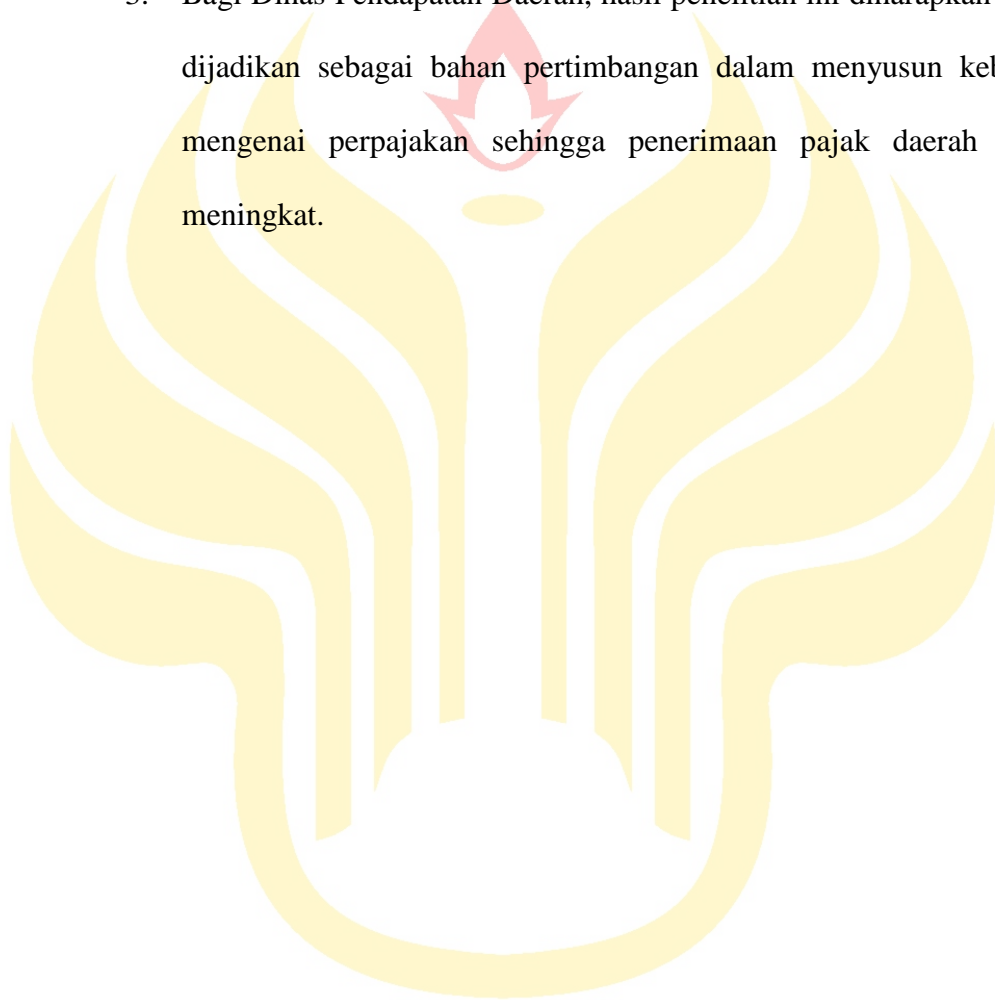 Bagi Dinas Pendapatan Daerah, hasil penelitian ini diharapkan
dijadikan sebagai bahan pertimbangan dalam menyusun
mengenai perpajakan sehingga penerimaan pajak daerah
meningkat.